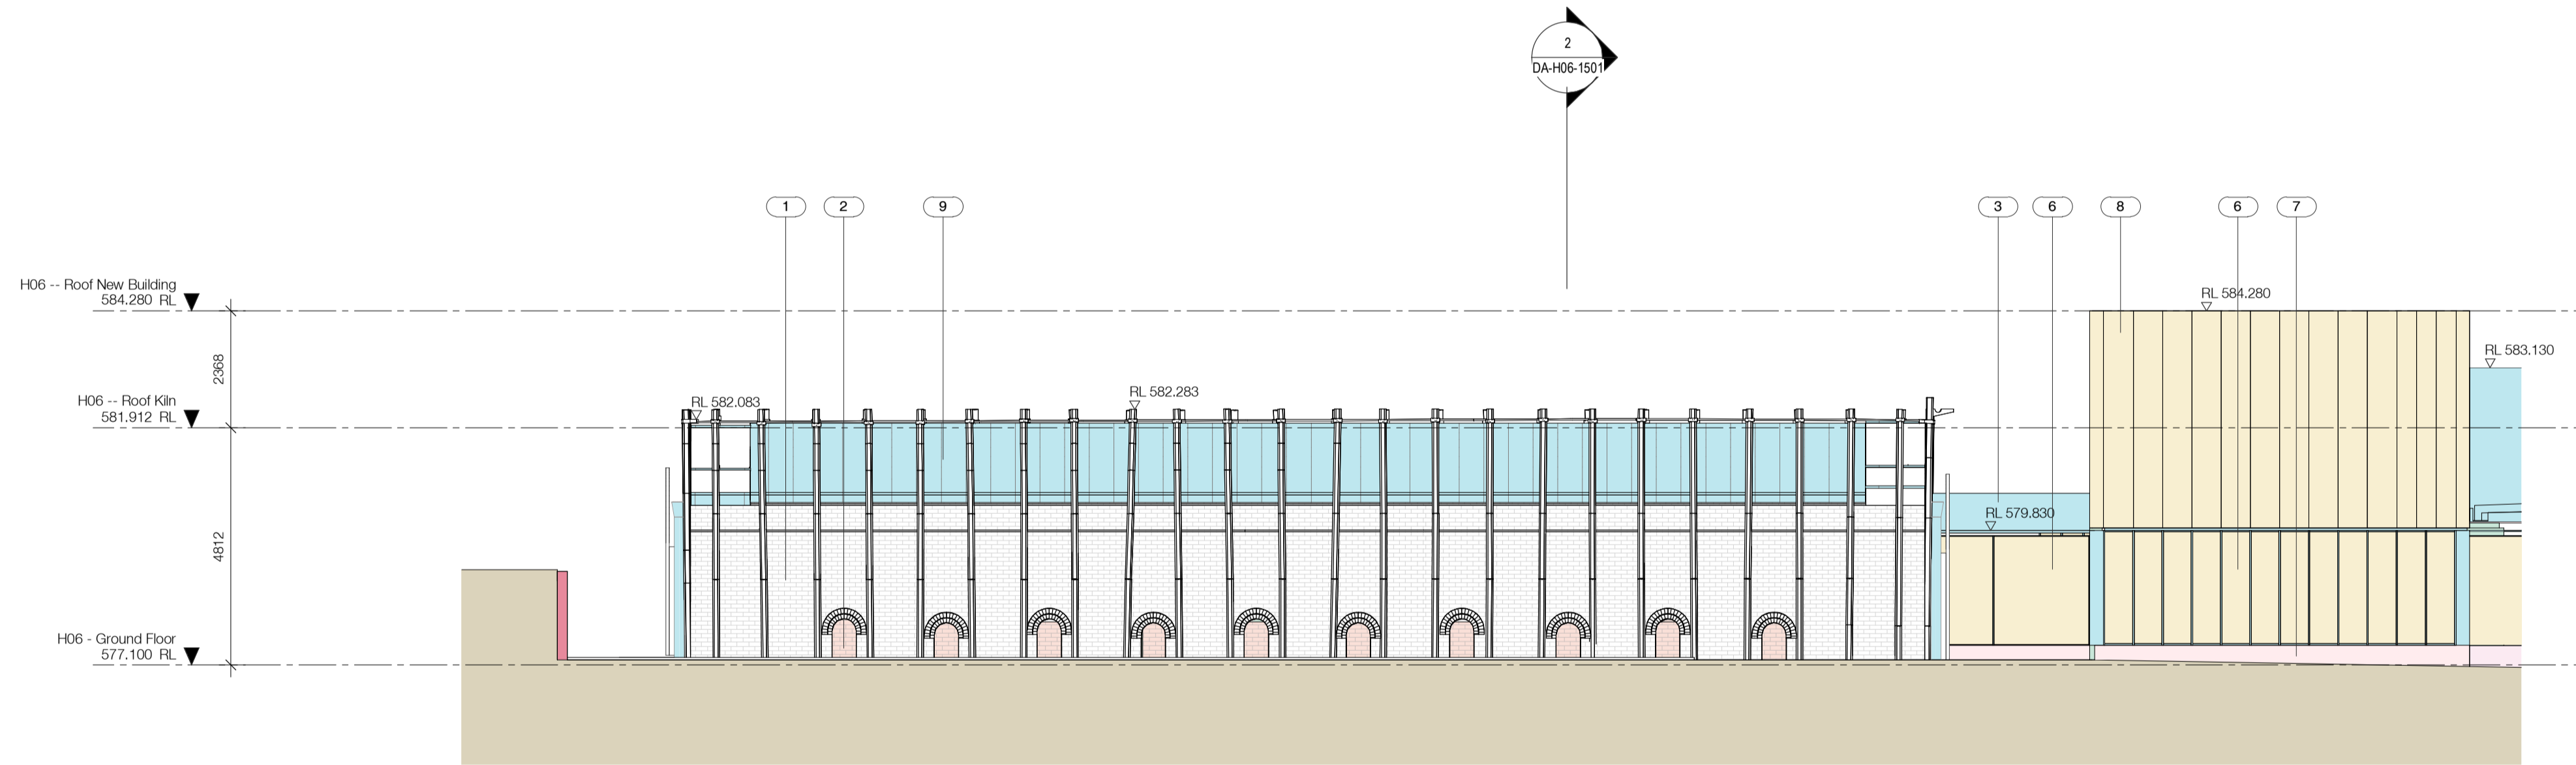 2
DA-H06-1501
1
2
9
3
6
8
6
7
H06 -- Roof New Building
584.280 RL
RL 584.280
2368
RL 583.130
H06 -- Roof Kiln
581.912 RL
RL 582.083
RL 582.283
RL 579.830
4812
H06 - Ground Floor
577.100 RL